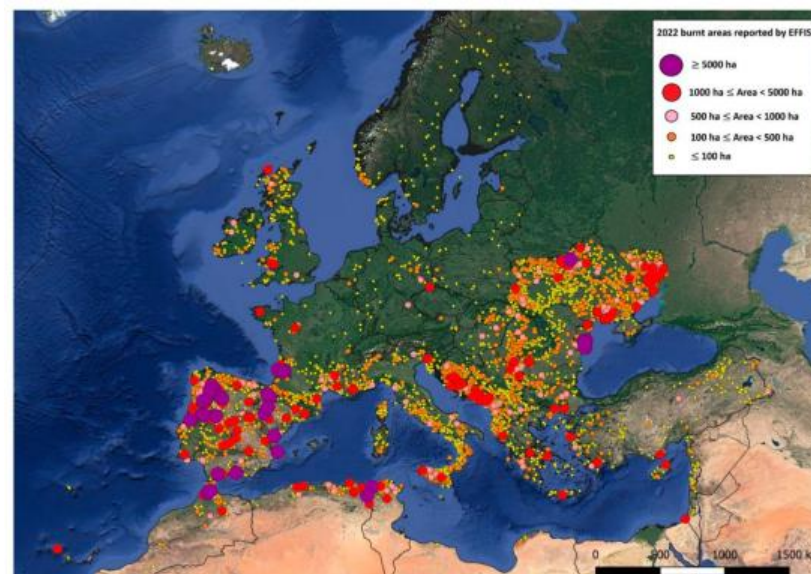 2022 burnt areas reported by EFFIS
≥ 5000 ha
1000 ha ≤ Area < 5000 ha
500 ha ≤ Area < 1000 ha
100 ha ≤ Area < 500 ha
≤ 100 ha
0 500 1000 1500 k